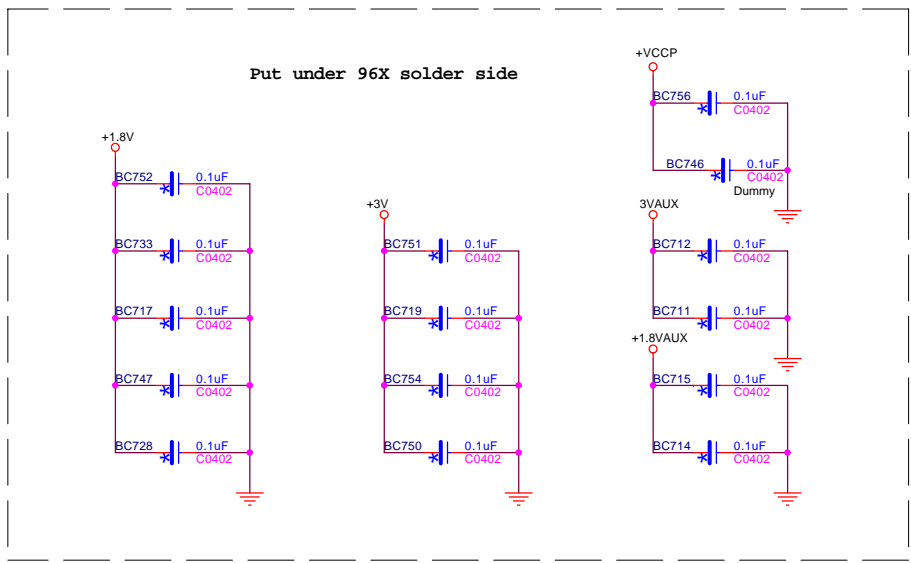 Put under 96X solder side
+1.8V
BC752 0.1uF
C0402
BC733 0.1uF
C0402
BC717 0.1uF
C0402
BC747 0.1uF
C0402
BC728 0.1uF
C0402
+3V
BC751 0.1uF
C0402
BC719 0.1uF
C0402
BC754 0.1uF
C0402
BC750 0.1uF
C0402
+VCCP
BC756 0.1uF
C0402
BC746 0.1uF
C0402
Dummy
3VAUX
BC712 0.1uF
C0402
BC711 0.1uF
C0402
+1.8VAUX
BC715 0.1uF
C0402
BC714 0.1uF
C0402